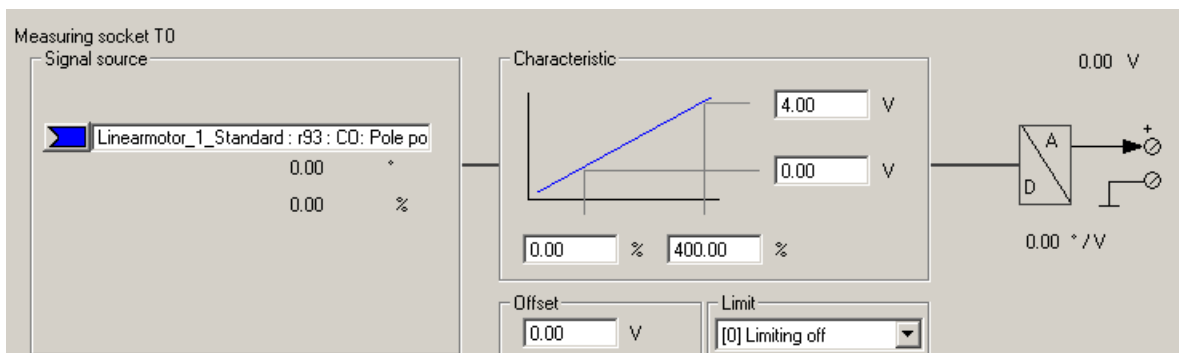 Measuring socket T0
Signal source
Linearmotor_1_Standard : r93 : CO: Pole po
0.00 °
0.00 %
Characteristic
4.00 V
0.00 V
0.00 % 400.00 %
Offset
0.00 V
Limit
[0] Limiting off
0.00 V
A
D
+
0.00 ° / V